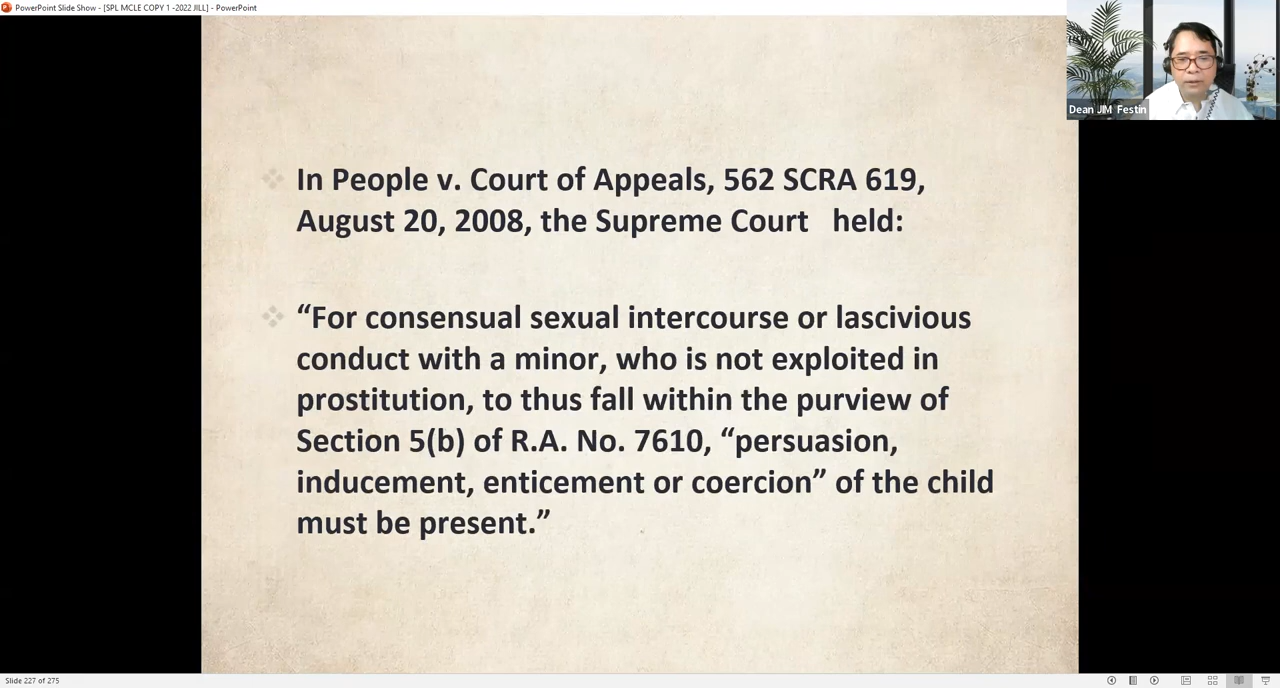 PowerPoint Slide Show - [SPL MCLE COPY 1 -2022 JILL] - PowerPoint
Dean JIM Festin
In People v. Court of Appeals, 562 SCRA 619,
August 20, 2008, the Supreme Court held:
“For consensual sexual intercourse or lascivious
conduct with a minor, who is not exploited in
prostitution, to thus fall within the purview of
Section 5(b) of R.A. No. 7610, “persuasion,
inducement, enticement or coercion” of the child
must be present.”
Slide 227 of 275